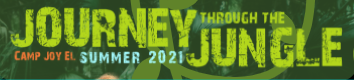 JOURNEY THROUGH THE JUNGLE
CAMP JOY EL SUMMER 2021